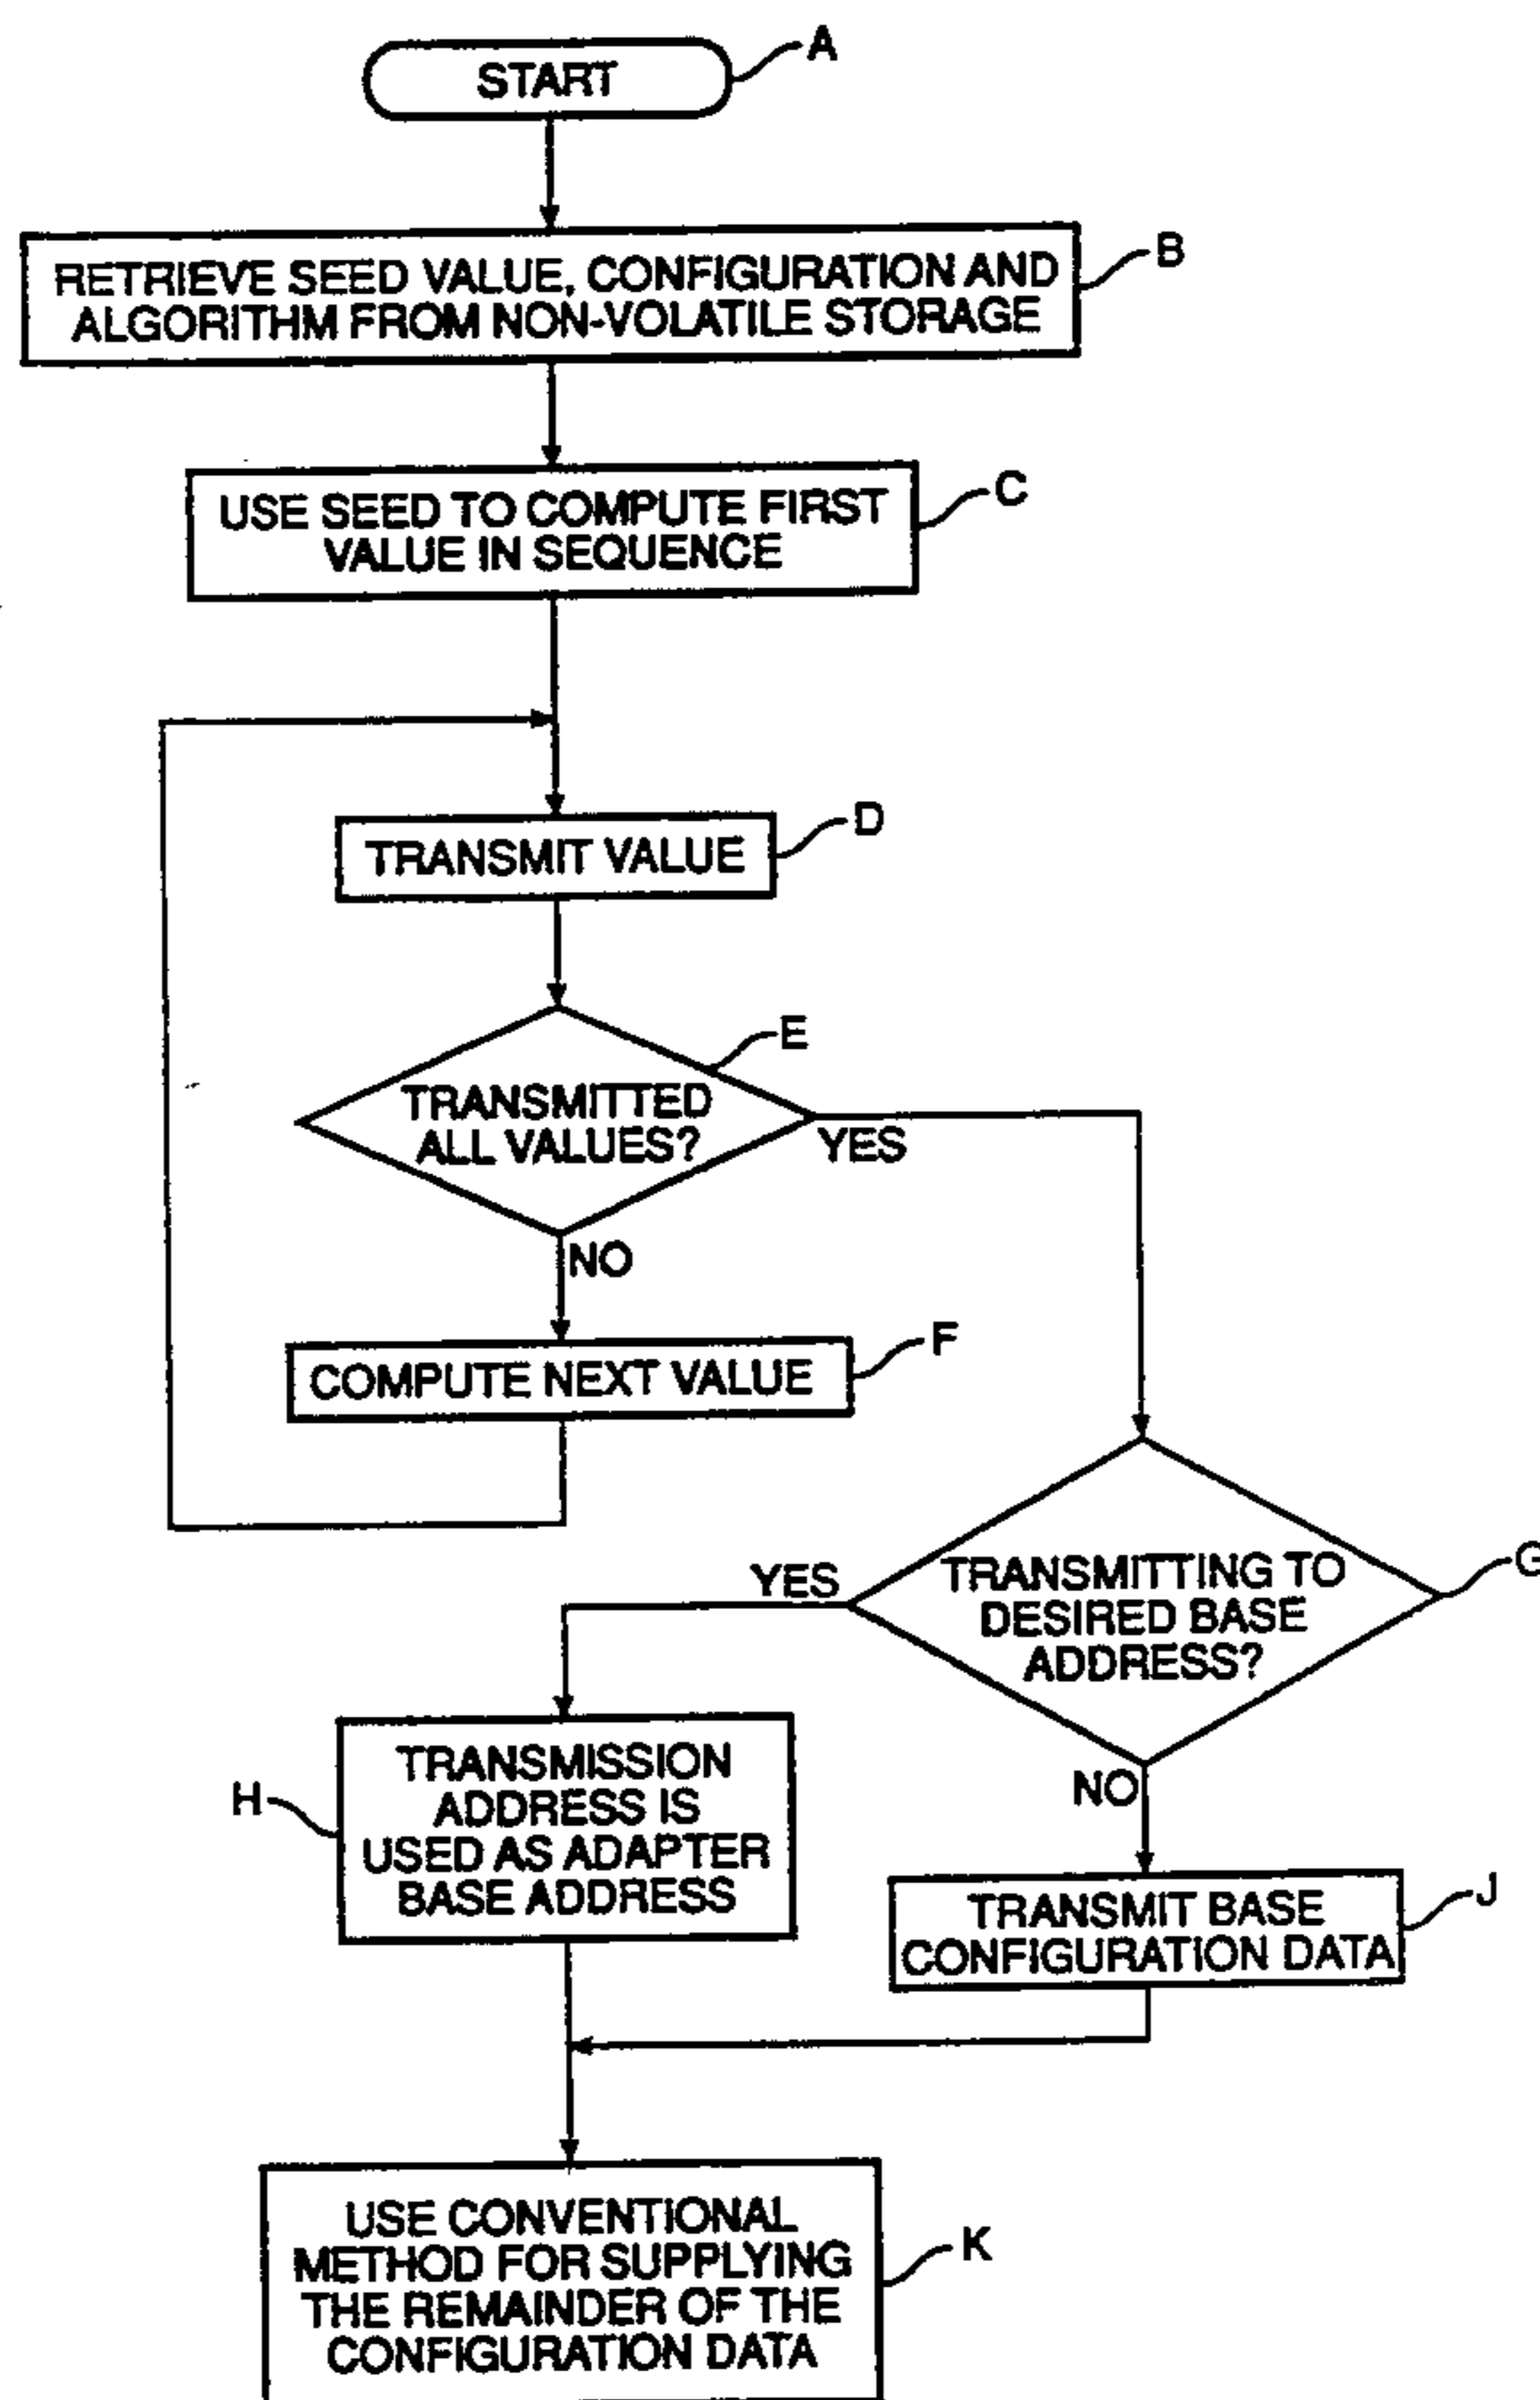 START
A
RETRIEVE SEED VALUE, CONFIGURATION AND
ALGORITHM FROM NON-VOLATILE STORAGE
B
USE SEED TO COMPUTE FIRST
VALUE IN SEQUENCE
C
TRANSMIT VALUE
D
E
TRANSMITTED
ALL VALUES?
YES
NO
COMPUTE NEXT VALUE
F
TRANSMITTING TO
DESIRED BASE
ADDRESS?
G
YES
NO
H
TRANSMISSION
ADDRESS IS
USED AS ADAPTER
BASE ADDRESS
TRANSMIT BASE
CONFIGURATION DATA
J
USE CONVENTIONAL
METHOD FOR SUPPLYING
THE REMAINDER OF THE
CONFIGURATION DATA
K